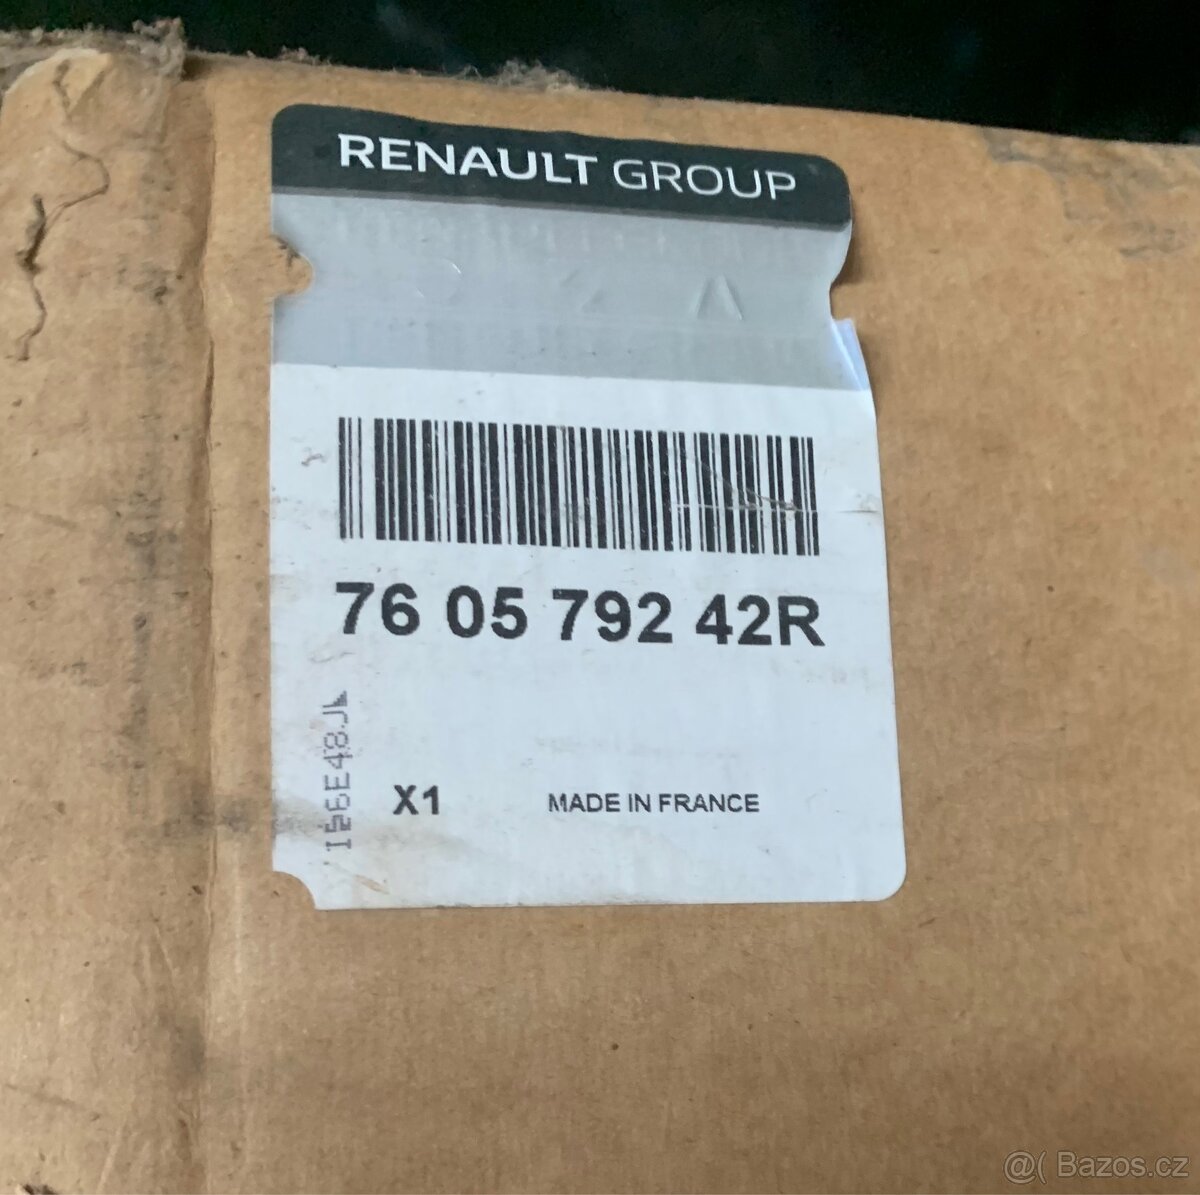 RENAULT GROUP
76 05 792 42R
X1
MADE IN FRANCE
@( Bazos.cz